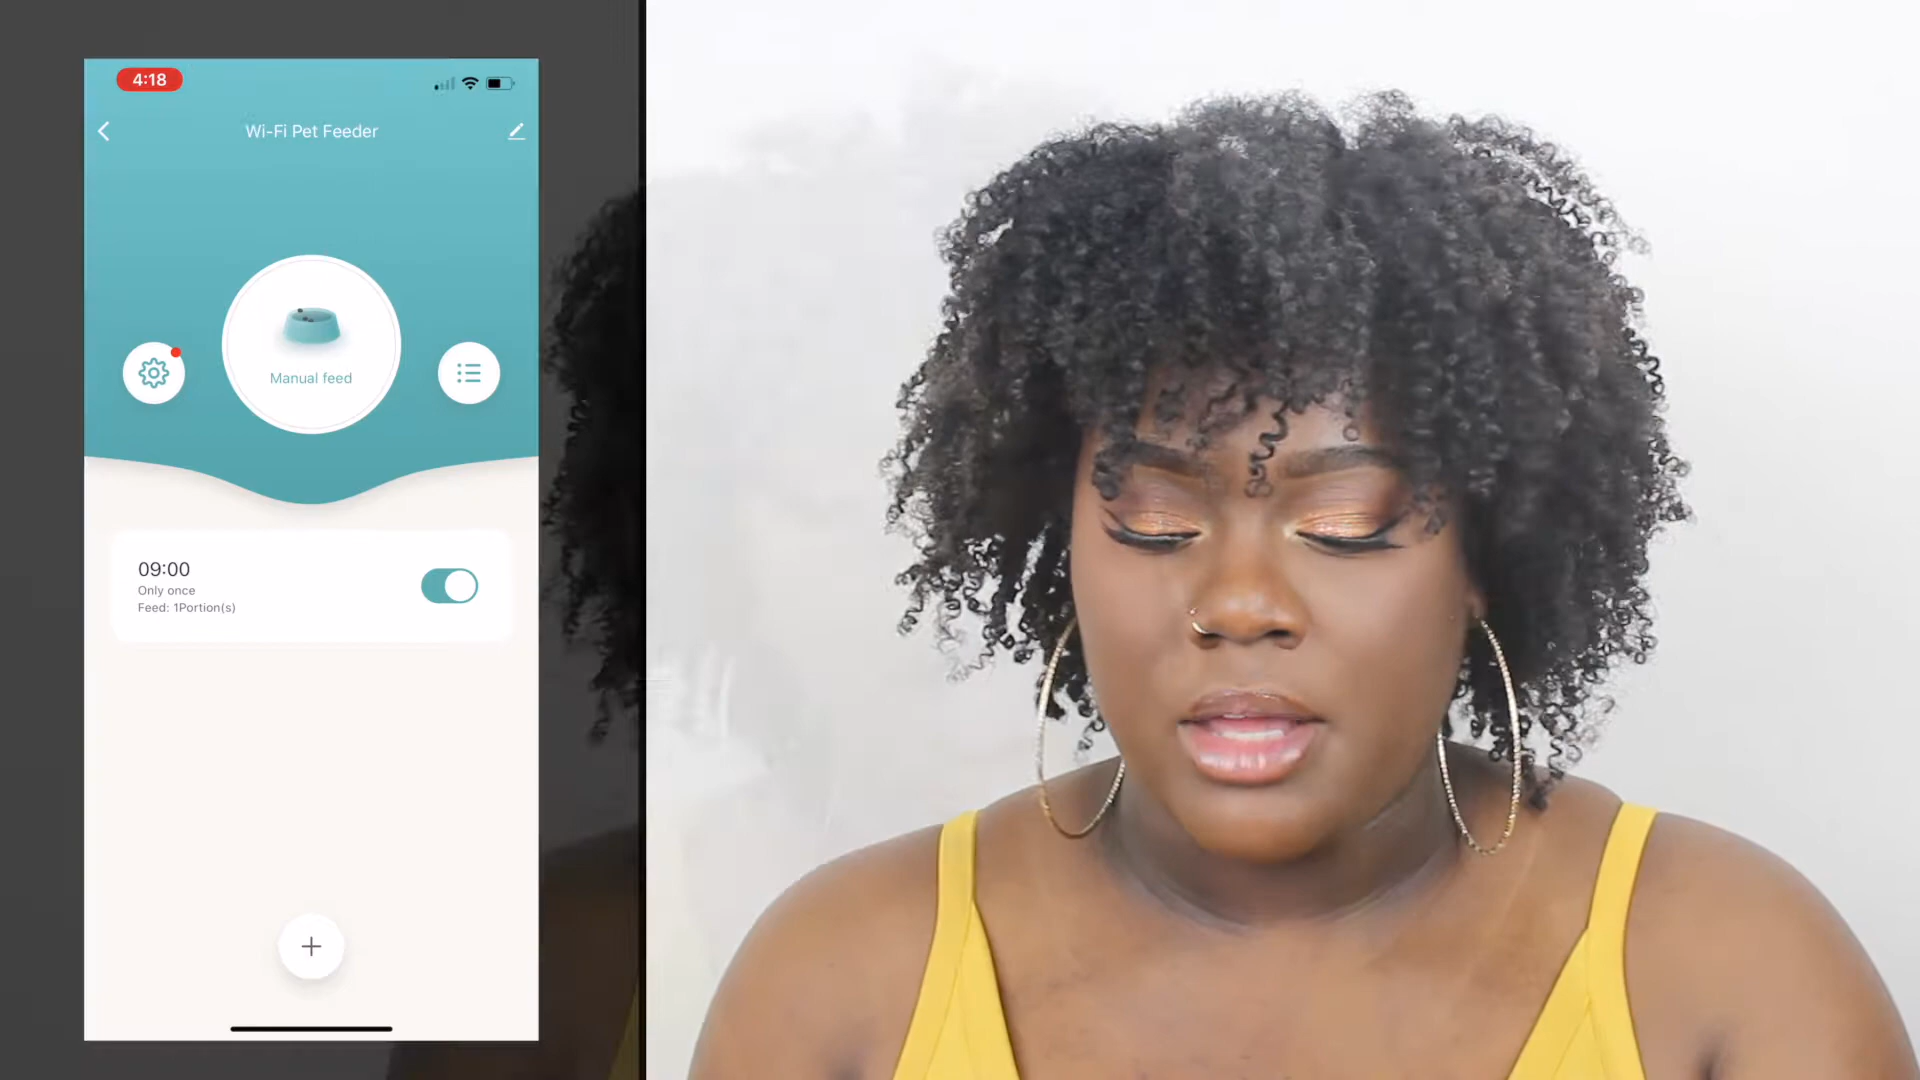 4:18
Wi-Fi Pet Feeder
Manual feed
09:00
Only once
Feed: 1Portion(s)